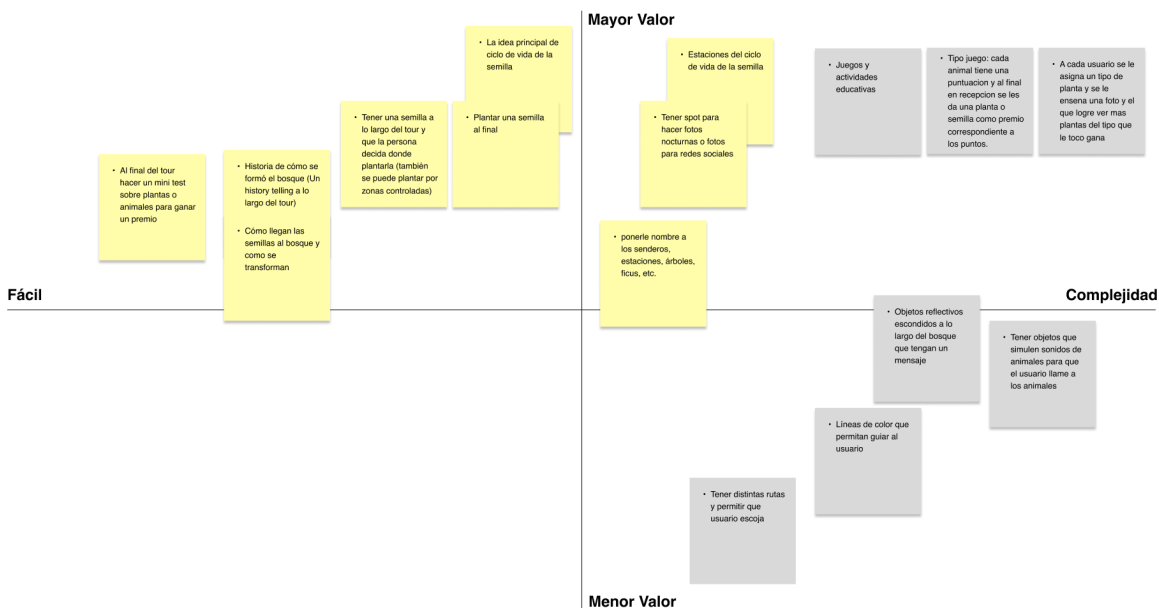 Mayor Valor
• La idea principal de
ciclo de vida de la
semilla
• Estaciones del ciclo
de vida de la semilla
• Juegos y
actividades
educativas
• Tipo juego: cada
animal tiene una
puntuacion y al final
en recepcion se les
da una planta o
semilla como premio
correspondiente a
los puntos.
• A cada usuario se le
asigna un tipo de
planta y se le
ensena una foto y el
que logre ver mas
plantas del tipo que
le toco gana
• Tener una semilla a
lo largo del tour y
que la persona
decida donde
plantarla (también
se puede plantar por
zonas controladas)
• Plantar una semilla
al final
• Tener spot para
hacer fotos
nocturnas o fotos
para redes sociales
• Al final del tour
hacer un mini test
sobre plantas o
animales para ganar
un premio
• Historia de cómo se
formó el bosque (Un
history telling a lo
largo del tour)
• Cómo llegan las
semillas al bosque y
como se
transforman
• ponerle nombre a
los senderos,
estaciones, árboles,
ficus, etc.
Fácil
Complejidad
• Objetos reflectivos
escondidos a lo
largo del bosque
que tengan un
mensaje
• Tener objetos que
simulen sonidos de
animales para que
el usuario llame a
los animales
• Líneas de color que
permitan guiar al
usuario
• Tener distintas rutas
y permitir que
usuario escoja
Menor Valor